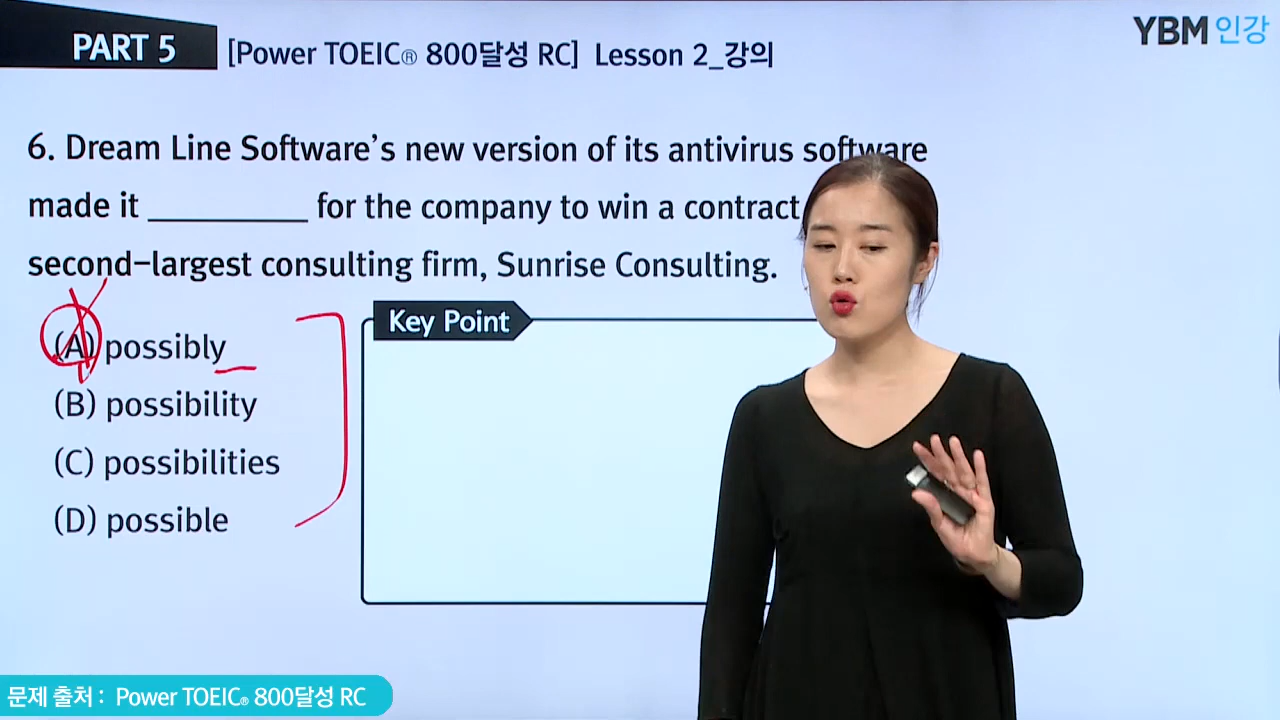 PART 5
[Power TOEIC® 800달성 RC] Lesson 2_강의
YBM 인강
6. Dream Line Software's new version of its antivirus software
made it __________ for the company to win a contract
second-largest consulting firm, Sunrise Consulting.
(A) possibly
(B) possibility
(C) possibilities
(D) possible
Key Point
문제 출처 : Power TOEIC® 800달성 RC